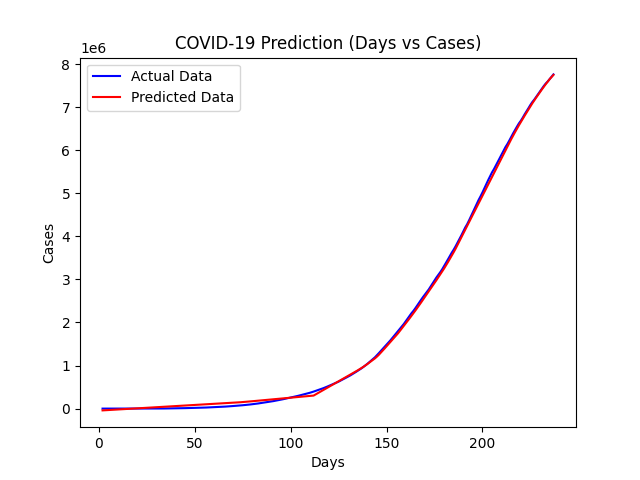 COVID-19 Prediction (Days vs Cases)
1e6
Actual Data
Predicted Data
8
7
6
5
4
3
2
1
0
Cases
0 50 100 150 200
Days